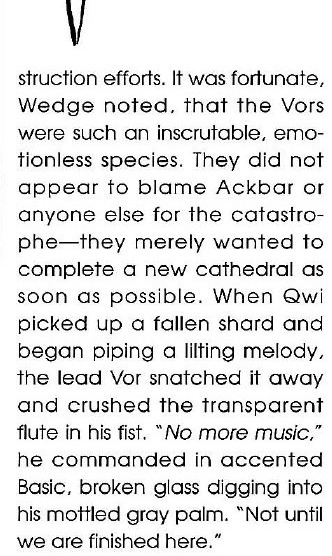 struction efforts. It was fortunate,
Wedge noted, that the Vors
were such an inscrutable, emo-
tionless species. They did not
appear to blame Ackbar or
anyone else for the catastro-
phe—they merely wanted to
complete a new cathedral as
soon as possible. When Qwi
picked up a fallen shard and
began piping a lilting melody,
the lead Vor snatched it away
and crushed the transparent
flute in his fist. "No more music,"
he commanded in accented
Basic, broken glass digging into
his mottled gray palm. "Not until
we are finished here."